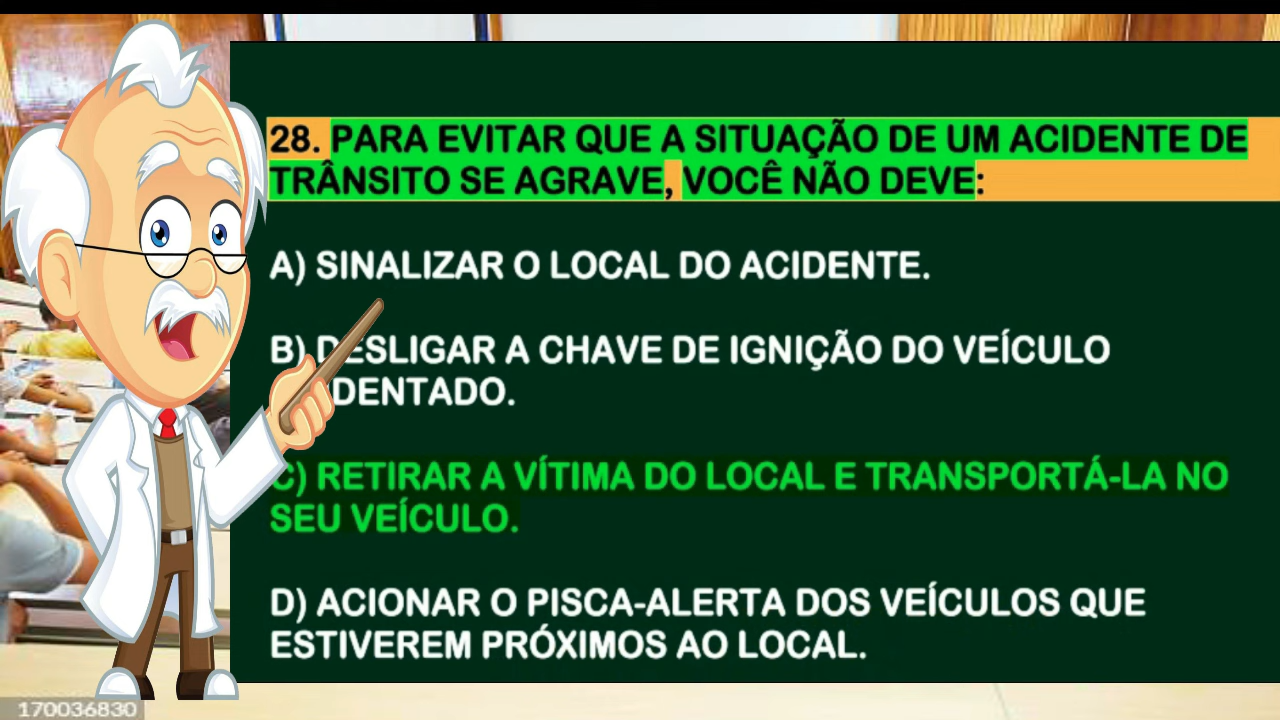 28. PARA EVITAR QUE A SITUAÇÃO DE UM ACIDENTE DE
TRÂNSITO SE AGRAVE, VOCÊ NÃO DEVE:
A) SINALIZAR O LOCAL DO ACIDENTE.
B) DESLIGAR A CHAVE DE IGNIÇÃO DO VEÍCULO
DENTADO.
C) RETIRAR A VÍTIMA DO LOCAL E TRANSPORTÁ-LA NO
SEU VEÍCULO.
D) ACIONAR O PISCA-ALERTA DOS VEÍCULOS QUE
ESTIVEREM PRÓXIMOS AO LOCAL.
170036830